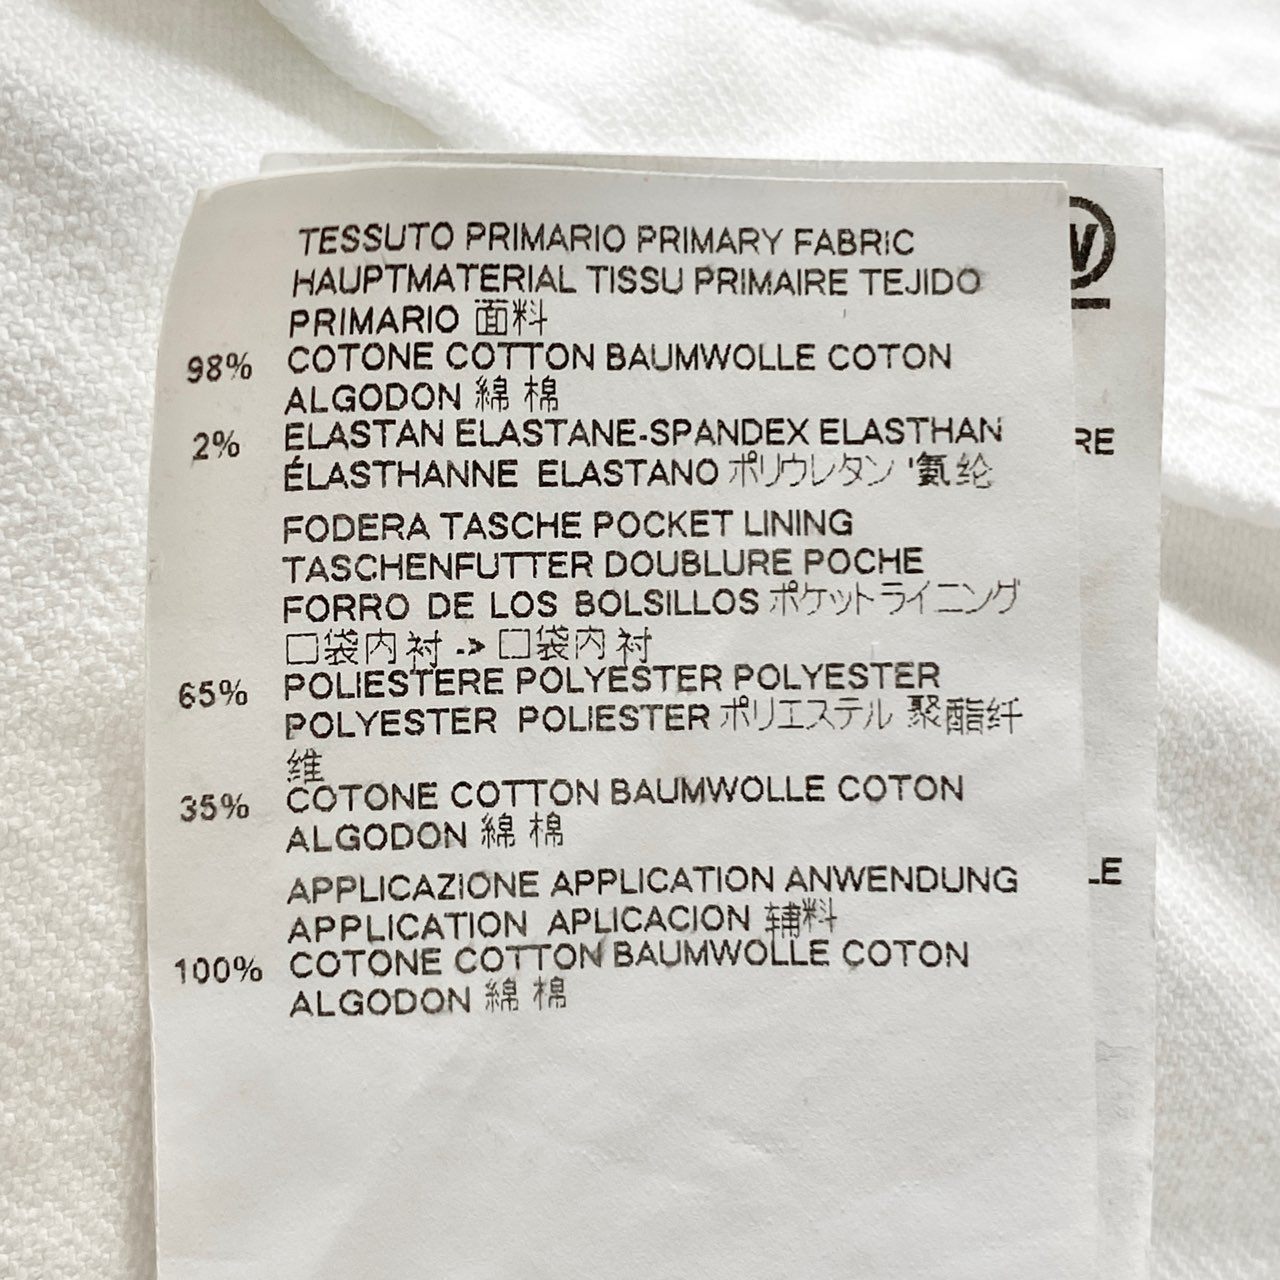 TESSUTO PRIMARIO PRIMARY FABRIC
HAUPTMATERIAL TISSU PRIMAIRE TEJIDO
PRIMARIO 面料
98% COTONE COTTON BAUMWOLLE COTON
ALGODON 綿 棉
2% ELASTAN ELASTANE-SPANDEX ELASTHAN
ÉLASTHANNE ELASTANO ポリウレタン '氨纶
FODERA TASCHE POCKET LINING
TASCHENFUTTER DOUBLURE POCHE
FORRO DE LOS BOLSILLOS ポケットライニング
口袋内衬 -> 口袋内衬
65% POLIESTERE POLYESTER POLYESTER
POLYESTER POLIESTER ポリエステル 聚酯纤
维
35% COTONE COTTON BAUMWOLLE COTON
ALGODON 綿 棉
APPLICAZIONE APPLICATION ANWENDUNG
APPLICATION APLICACION 辅料
100% COTONE COTTON BAUMWOLLE COTON
ALGODON 綿 棉
W
RE
LE